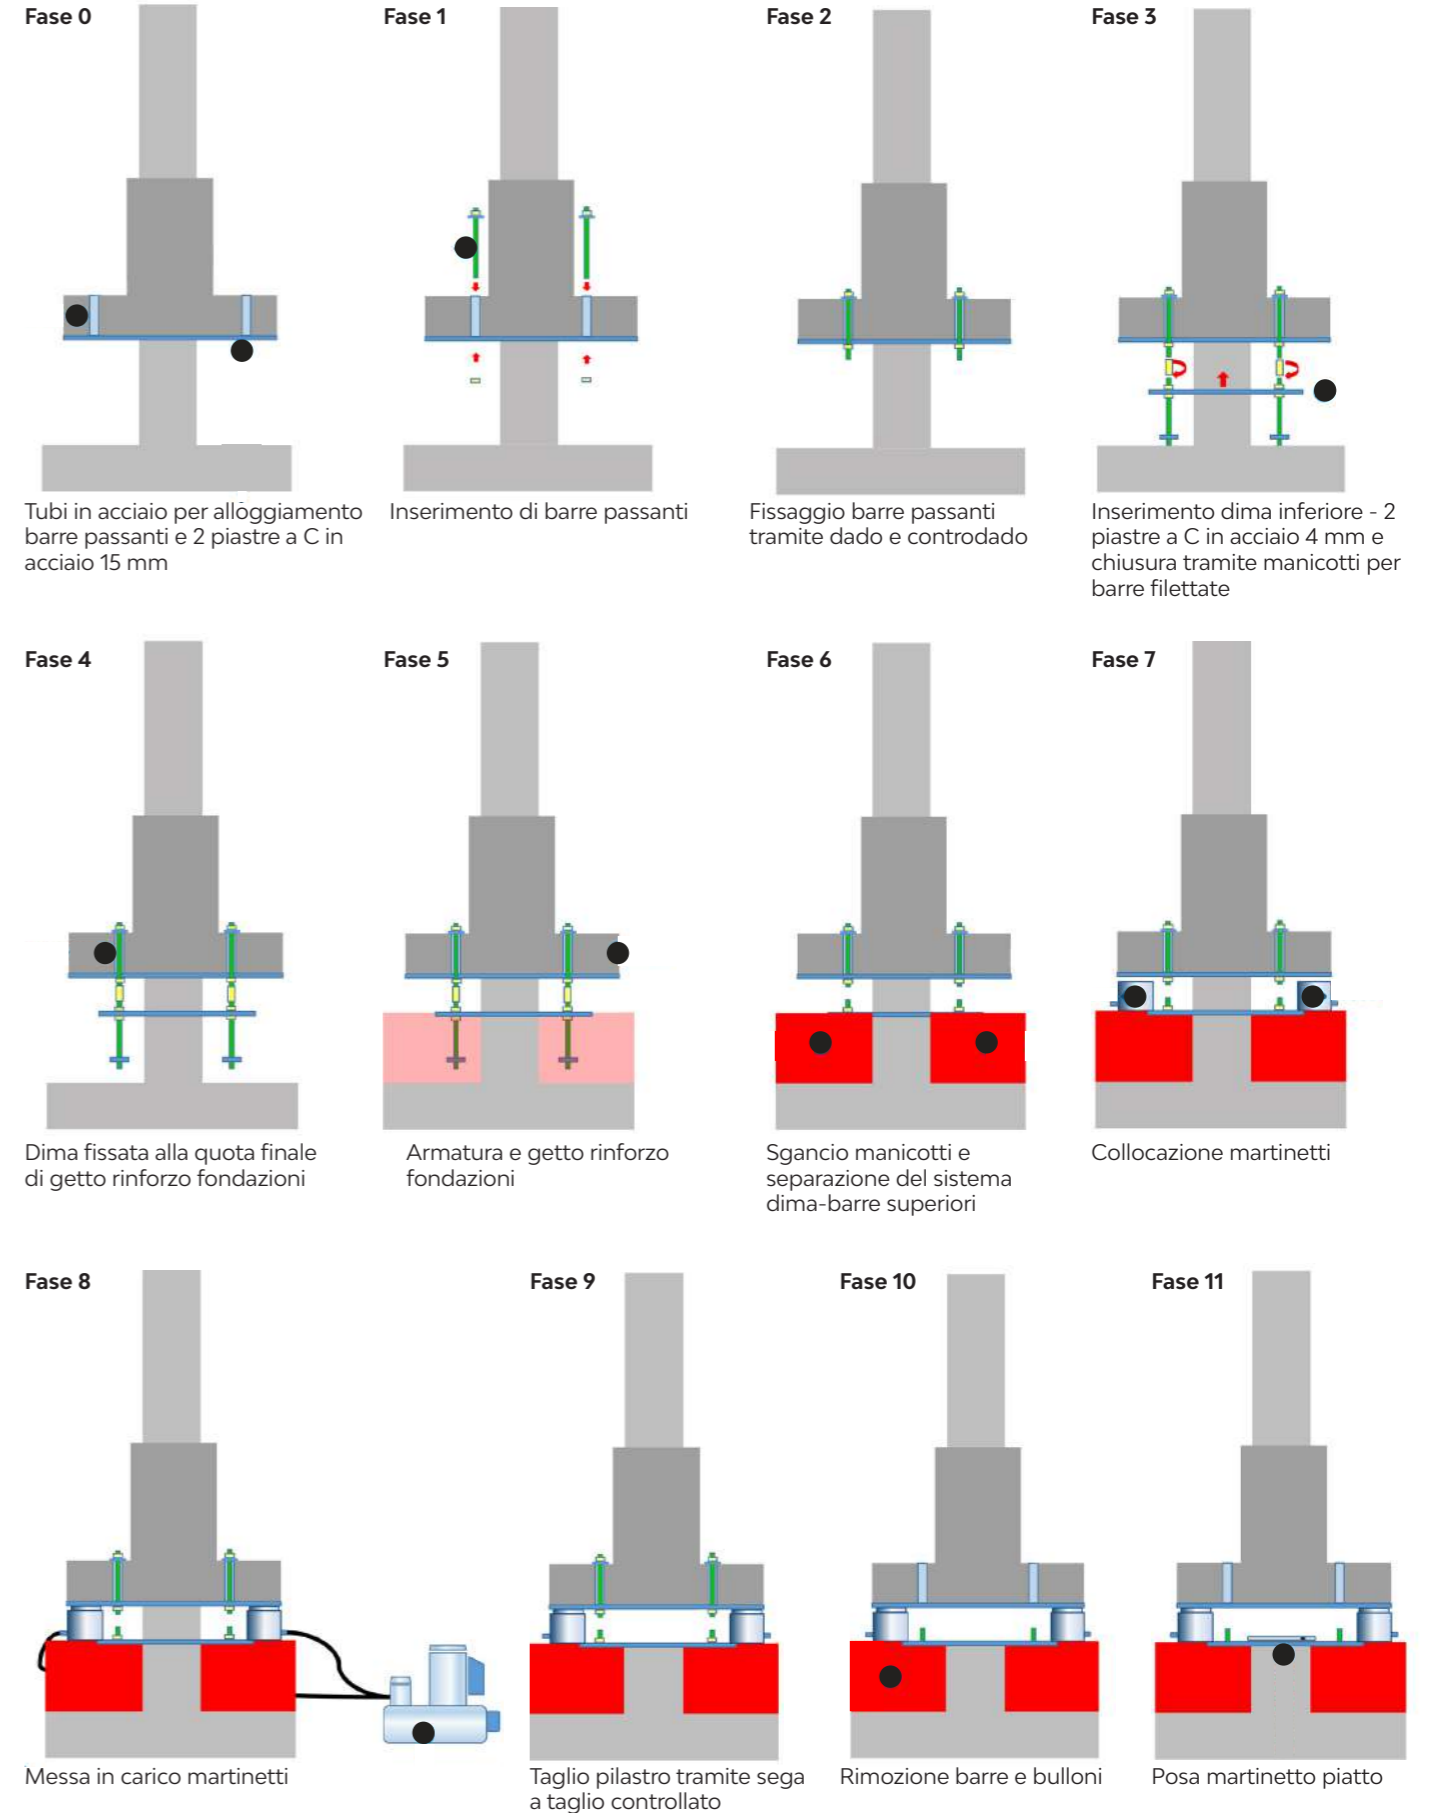 Fase 0
Tubi in acciaio per alloggiamento
barre passanti e 2 piastre a C in
acciaio 15 mm
Fase 1
Inserimento di barre passanti
Fase 2
Fissaggio barre passanti
tramite dado e controdado
Fase 3
Inserimento dima inferiore - 2
piastre a C in acciaio 4 mm e
chiusura tramite manicotti per
barre filettate
Fase 4
Dima fissata alla quota finale
di getto rinforzo fondazioni
Fase 5
Armatura e getto rinforzo
fondazioni
Fase 6
Sgancio manicotti e
separazione del sistema
dima-barre superiori
Fase 7
Collocazione martinetti
Fase 8
Messa in carico martinetti
Fase 9
Taglio pilastro tramite sega
a taglio controllato
Fase 10
Rimozione barre e bulloni
Fase 11
Posa martinetto piatto